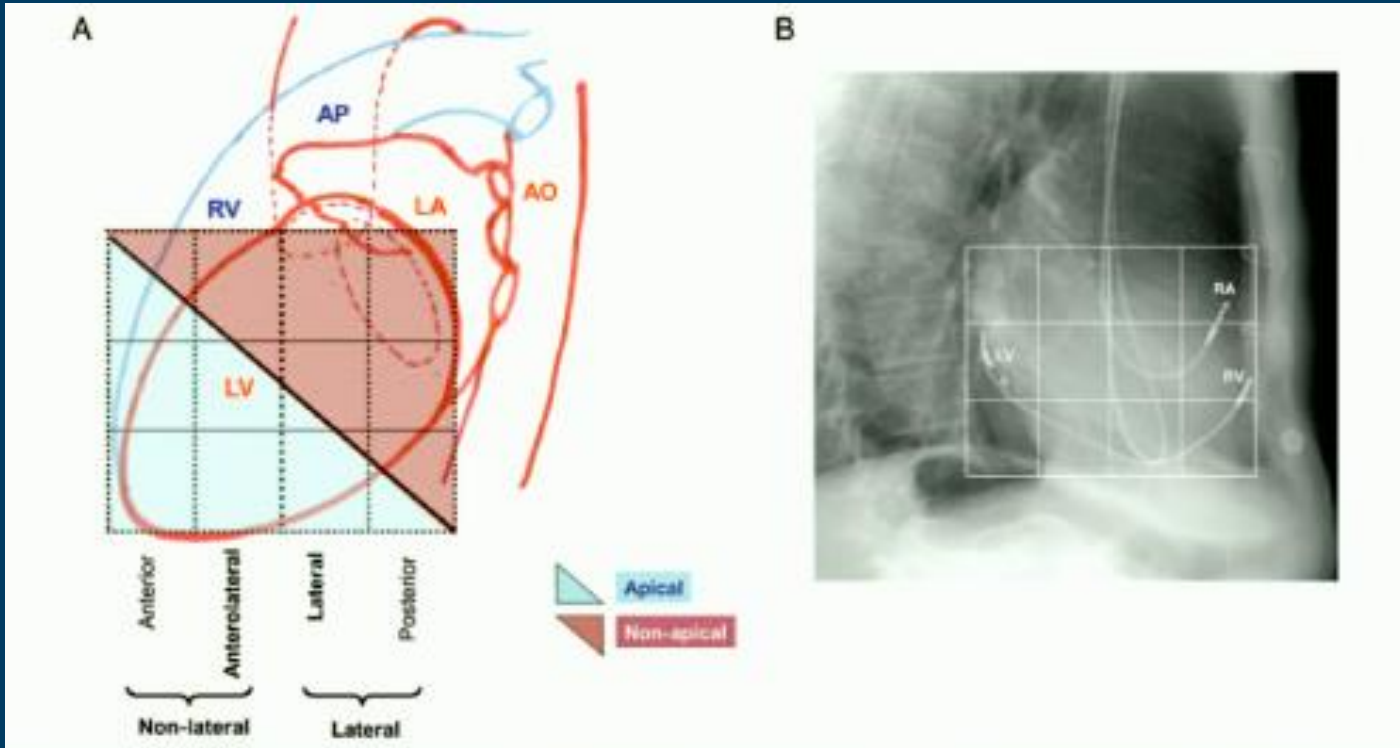 A
B
AP
RV
LA
AO
LV
RA
LV
RV
Anterior
Anterolateral
Lateral
Posterior
Apical
Non-apical
Non-lateral
Lateral